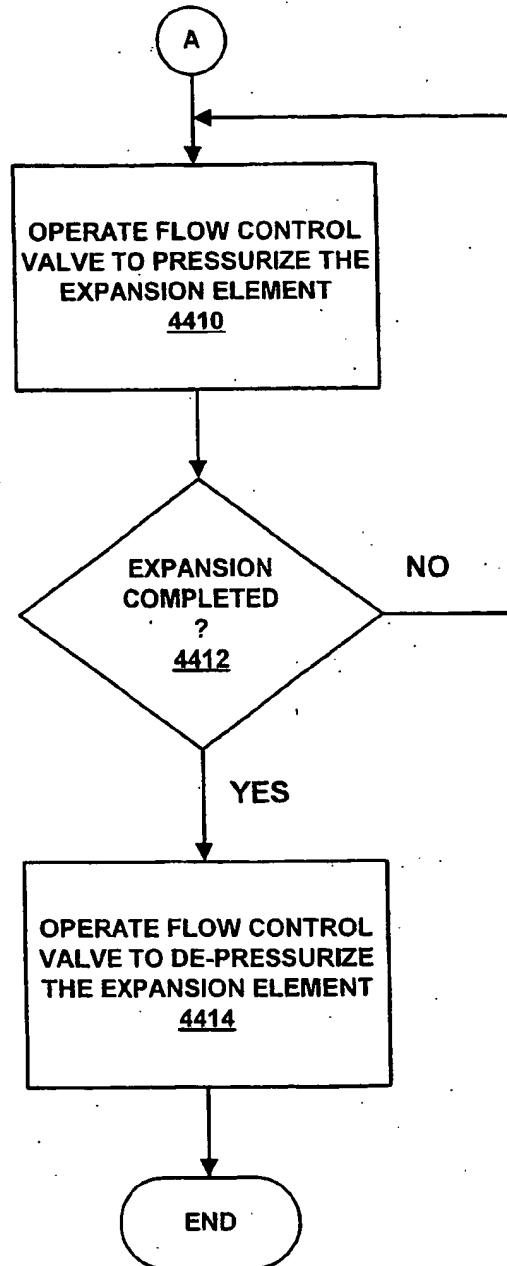 A
OPERATE FLOW CONTROL
VALVE TO PRESSURIZE THE
EXPANSION ELEMENT
4410
EXPANSION
COMPLETED
?
4412
NO
YES
OPERATE FLOW CONTROL
VALVE TO DE-PRESSURIZE
THE EXPANSION ELEMENT
4414
END